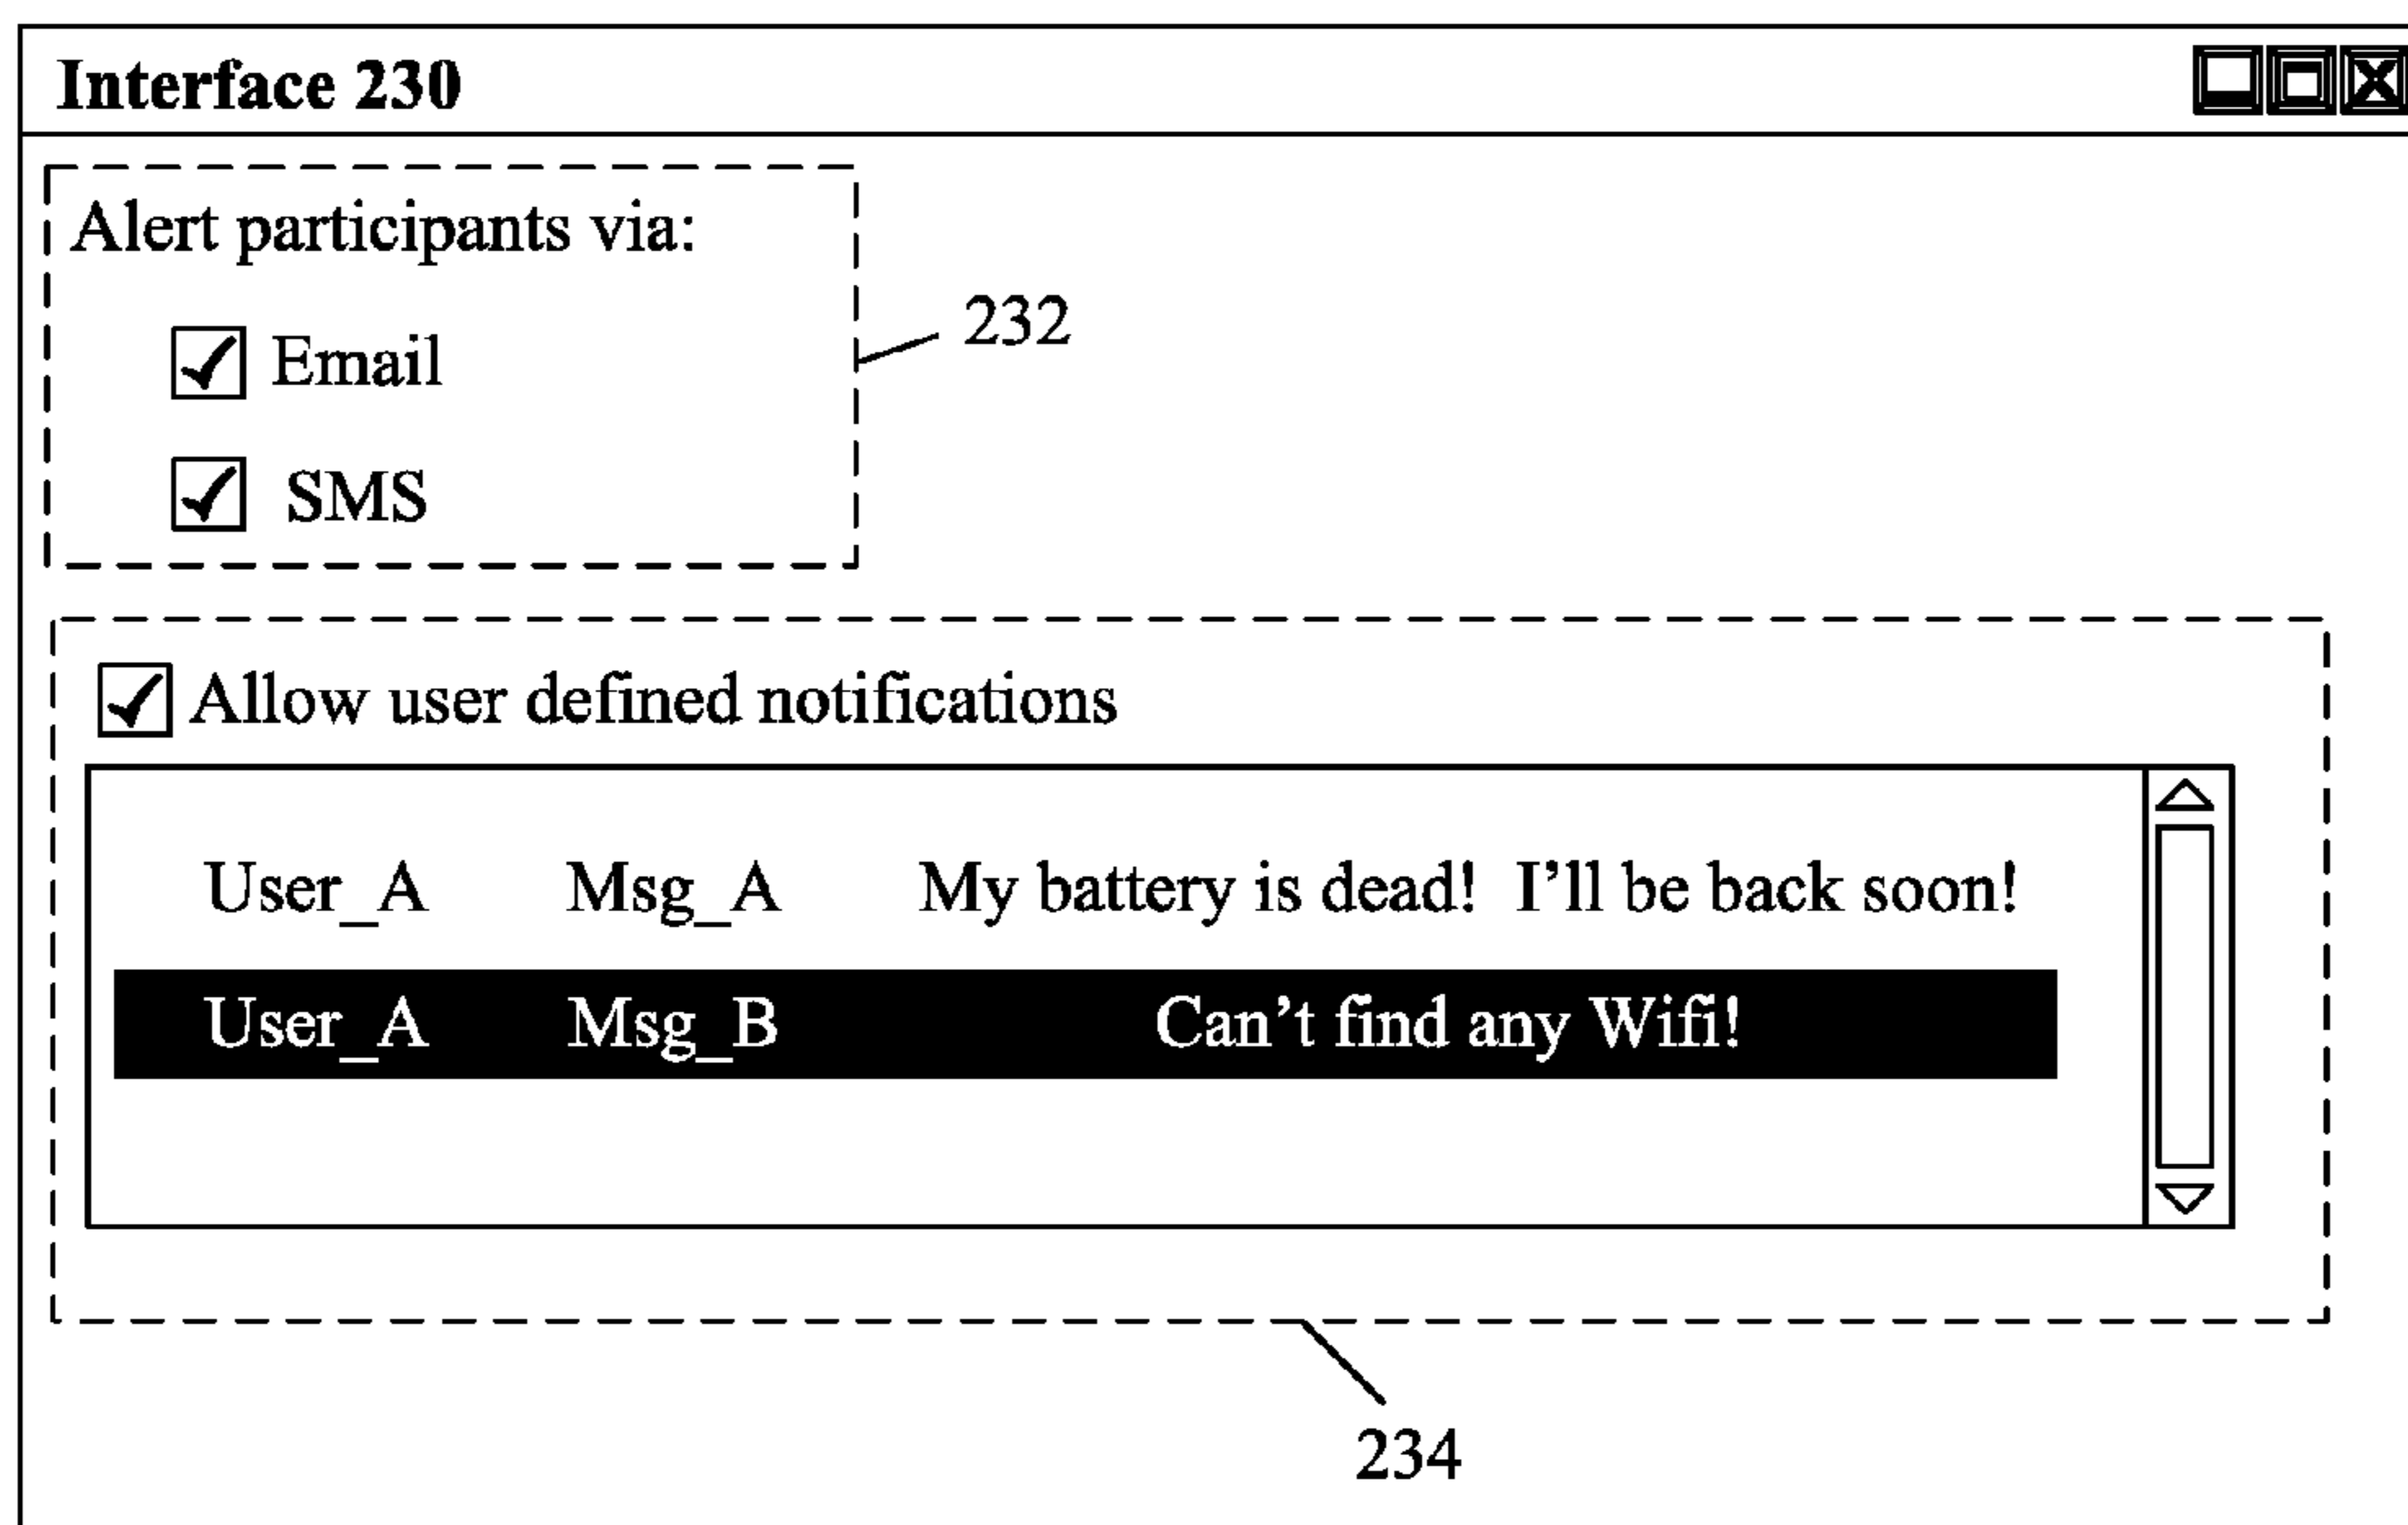 Interface 230
Alert participants via:
Email
232
SMS
Allow user defined notifications
User_A Msg_A My battery is dead! I’ll be back soon!
User_A Msg_B Can’t find any Wifi!
234